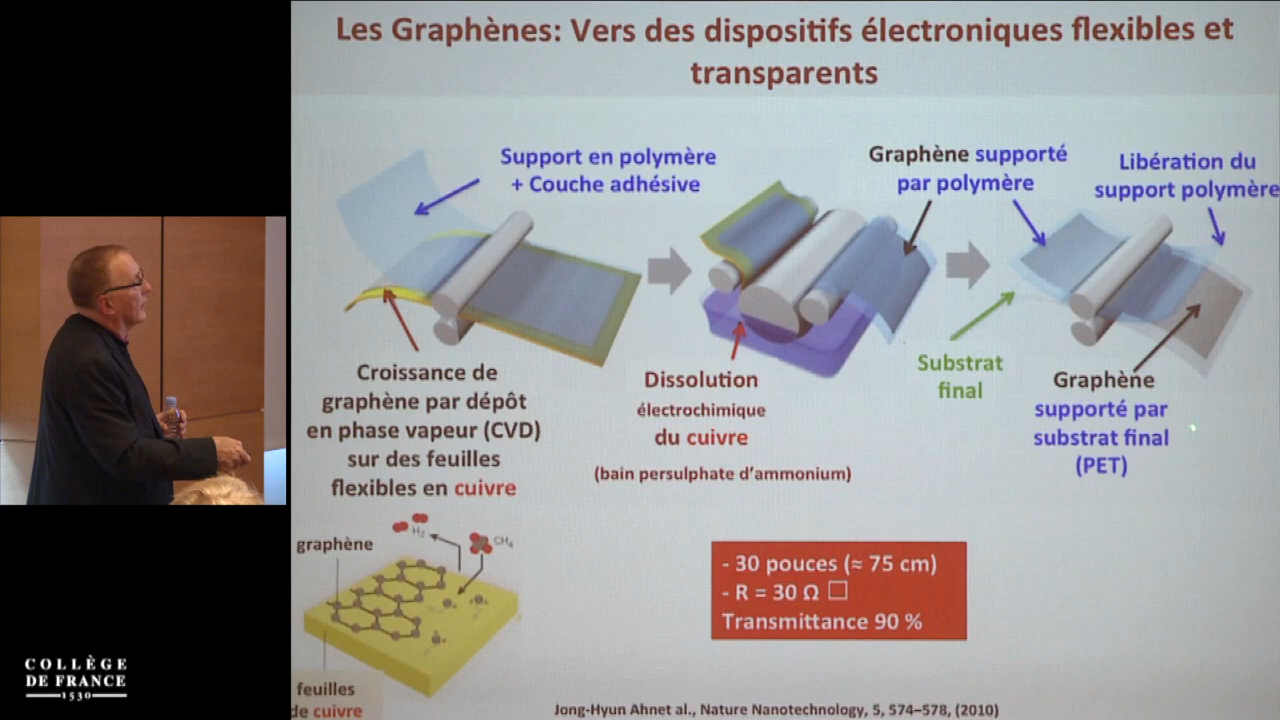 Les Graphènes: Vers des dispositifs électroniques flexibles et
transparents
Support en polymère
+ Couche adhésive
Graphène supporté
par polymère
Libération du
support polymère
Croissance de
graphène par dépôt
en phase vapeur (CVD)
sur des feuilles
flexibles en cuivre
Dissolution
électrochimique
du cuivre
(bain persulphate d'ammonium)
Substrat
final
Graphène
supporté par
substrat final
(PET)
graphène
H2
CH4
feuilles
de cuivre
- 30 pouces (≈ 75 cm)
- R = 30 Ω □
Transmittance 90 %
Jong-Hyun Ahnet al., Nature Nanotechnology, 5, 574–578, (2010)
COLLÈGE
DE FRANCE
1530